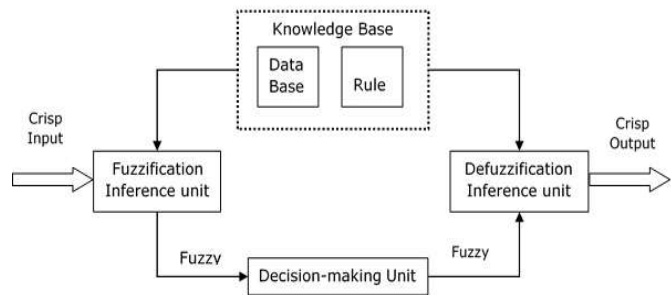 Knowledge Base
Data
Base
Rule
Crisp
Input
Crisp
Output
Fuzzification
Inference unit
Defuzzification
Inference unit
Fuzzy
Decision-making Unit
Fuzzy